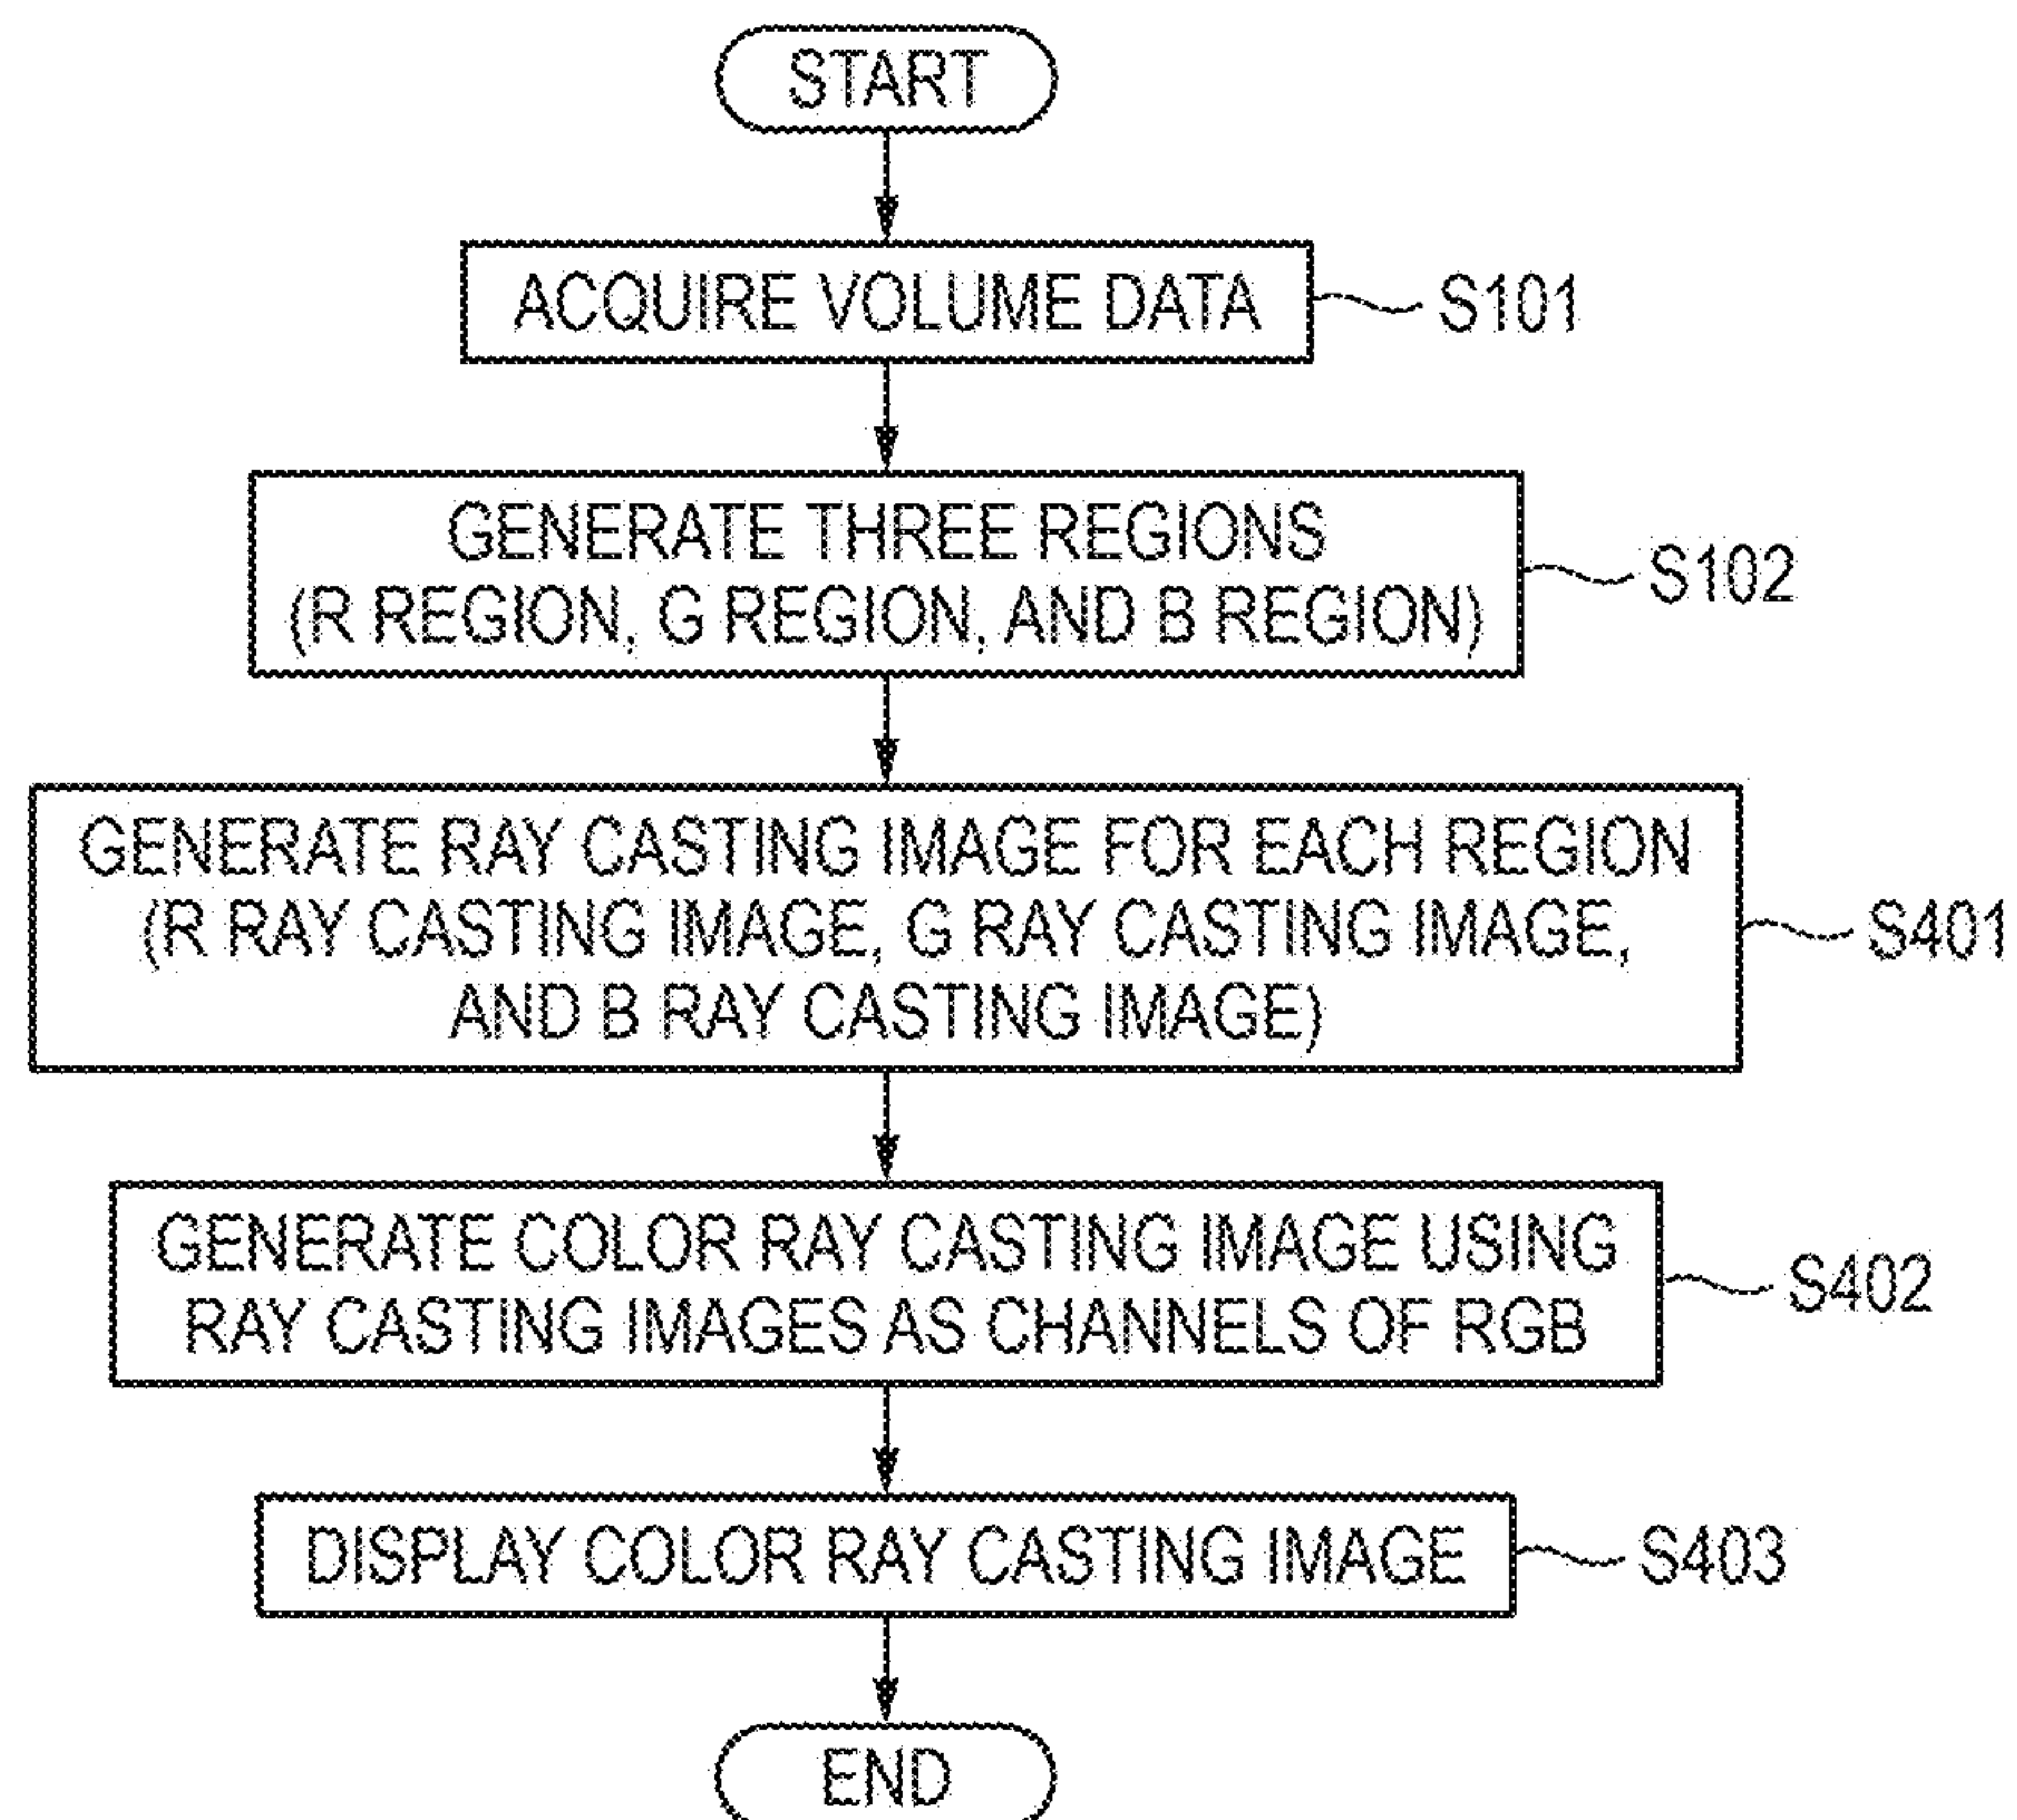 START
ACQUIRE VOLUME DATA
S101
GENERATE THREE REGIONS
(R REGION, G REGION, AND B REGION)
S102
GENERATE RAY CASTING IMAGE FOR EACH REGION
(R RAY CASTING IMAGE, G RAY CASTING IMAGE,
AND B RAY CASTING IMAGE)
S401
GENERATE COLOR RAY CASTING IMAGE USING
RAY CASTING IMAGES AS CHANNELS OF RGB
S402
DISPLAY COLOR RAY CASTING IMAGE
S403
END